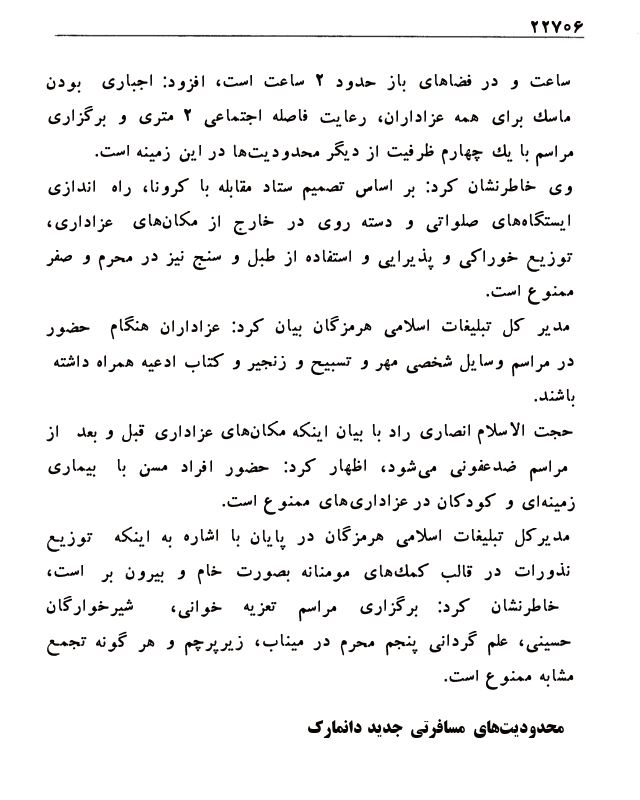 ۲۲۷۰۶
ساعت و در فضاهای باز حدود ۲ ساعت است، افزود: اجباری بودن
ماسك برای همه عزاداران، رعایت فاصله اجتماعی ۲ متری و برگزاری
مراسم با یك چهارم ظرفیت از دیگر محدودیت‌ها در این زمینه است.
وی خاطرنشان کرد: بر اساس تصمیم ستاد مقابله با کرونا، راه اندازی
ایستگاه‌های صلواتی و دسته روی در خارج از مکان‌های عزاداری،
توزیع خوراکی و پذیرایی و استفاده از طبل و سنج نیز در محرم و صفر
ممنوع است.
مدیر کل تبلیغات اسلامی هرمزگان بیان کرد: عزاداران هنگام حضور
در مراسم وسایل شخصی مهر و تسبیح و زنجیر و کتاب ادعیه همراه داشته
باشند.
حجت الاسلام انصاری راد با بیان اینکه مکان‌های عزاداری قبل و بعد از
مراسم ضدعفونی می‌شود، اظهار کرد: حضور افراد مسن با بیماری
زمینه‌ای و کودکان در عزاداری‌های ممنوع است.
مدیرکل تبلیغات اسلامی هرمزگان در پایان با اشاره به اینکه توزیع
نذورات در قالب کمك‌های مومنانه بصورت خام و بیرون بر است،
خاطرنشان کرد: برگزاری مراسم تعزیه خوانی، شیرخوارگان
حسینی، علم گردانی پنجم محرم در میناب، زیرپرچم و هر گونه تجمع
مشابه ممنوع است.
محدودیت‌های مسافرتی جدید دانمارک